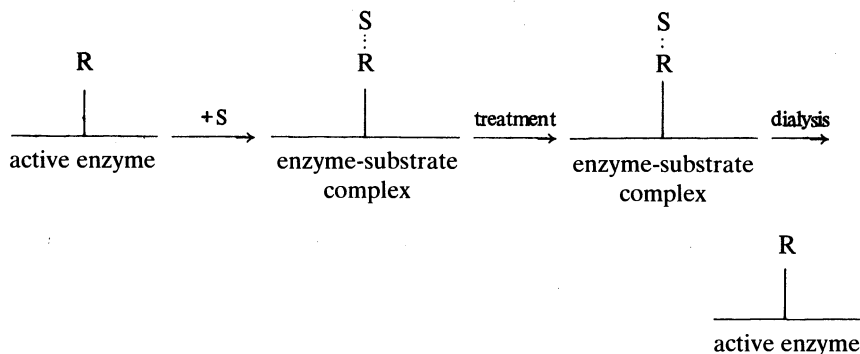 S
S
R
R
R
+S
treatment
dialysis
active enzyme
enzyme-substrate
complex
enzyme-substrate
complex
R
active enzyme